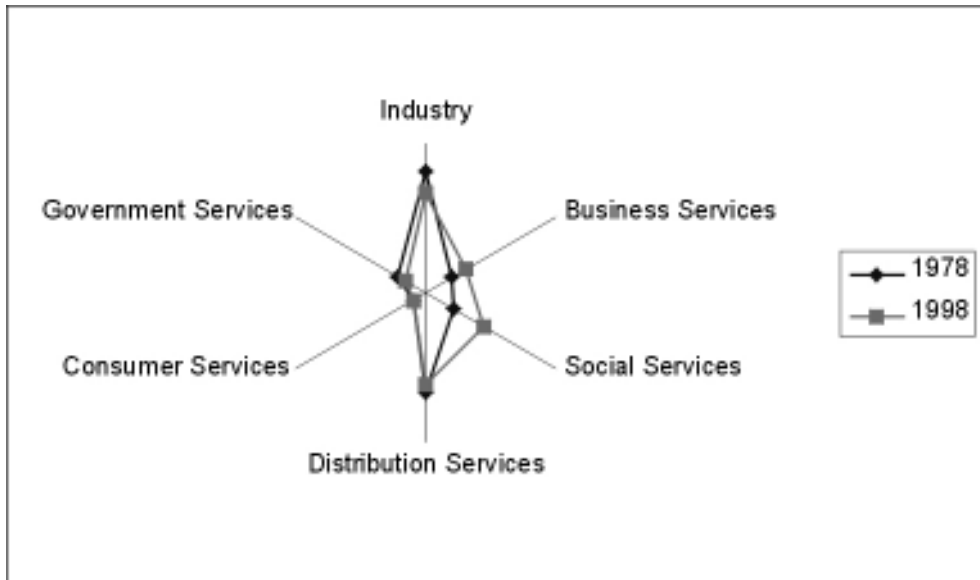 Industry
Government Services
Business Services
1978
1998
Consumer Services
Social Services
Distribution Services